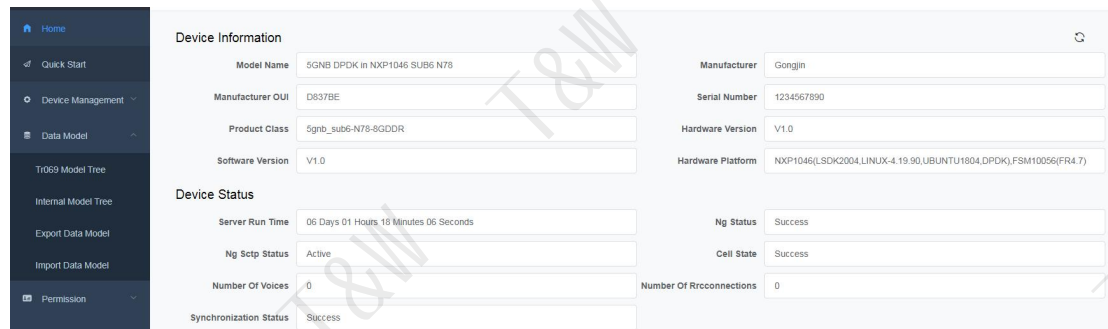 Home
Quick Start
Device Management
Data Model
Tr069 Model Tree
Internal Model Tree
Export Data Model
Import Data Model
Permission
Device Information
Model Name 5GNB DPDK in NXP1046 SUB6 N78 Manufacturer Gongjin
Manufacturer OUI D837BE Serial Number 1234567890
Product Class 5gnb_sub6-N78-8GDDR Hardware Version V1.0
Software Version V1.0 Hardware Platform NXP1046(LSDK2004,LINUX-4.19.90,UBUNTU1804,DPDK),FSM10056(FR4.7)
Device Status
Server Run Time 06 Days 01 Hours 18 Minutes 06 Seconds Ng Status Success
Ng Sctp Status Active Cell State Success
Number Of Voices 0 Number Of Rrcconnections 0
Synchronization Status Success
T&W
T&W